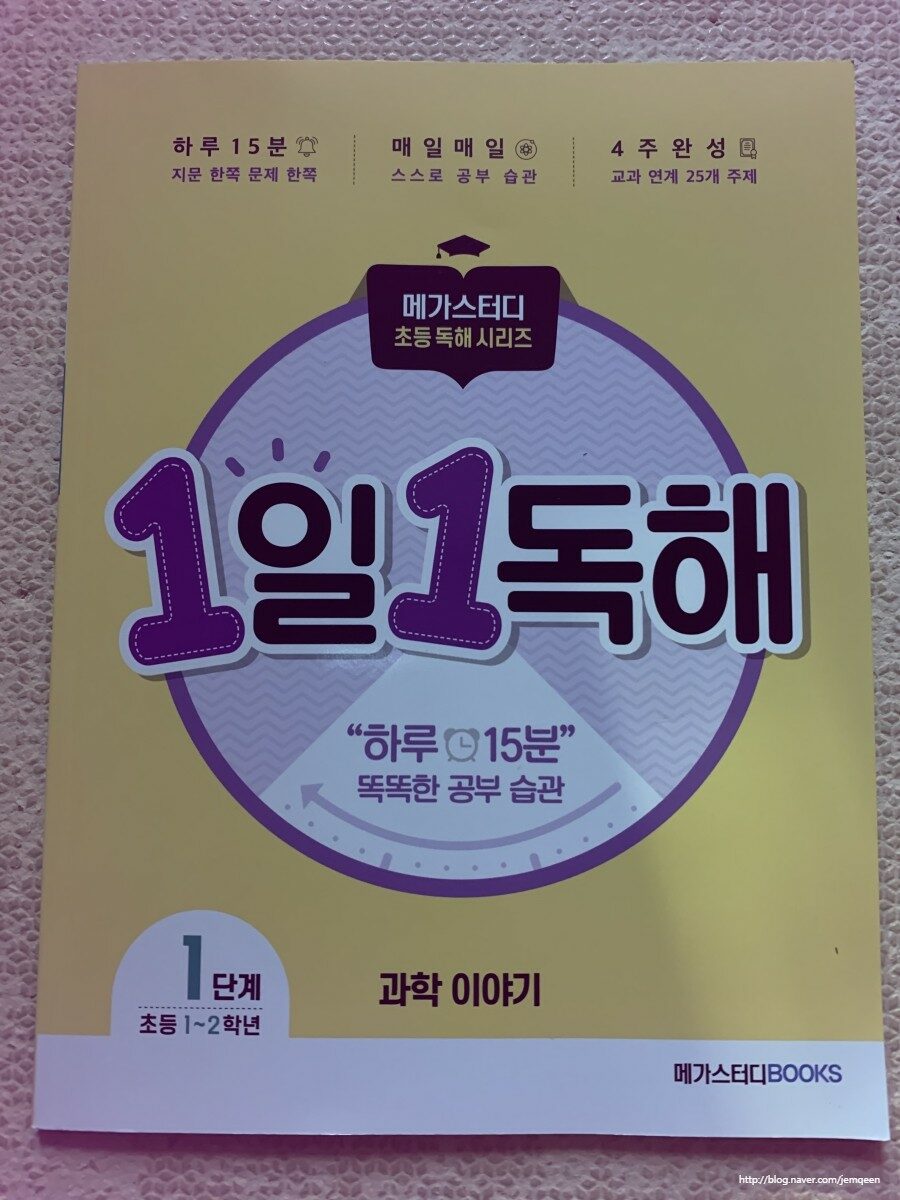 하루 15분
지문 한쪽 문제 한쪽
매일매일
스스로 공부 습관
4주완성
교과 연계 25개 주제
메가스터디
초등 독해 시리즈
1일 1독해
“하루 15분”
똑똑한 공부 습관
1단계
초등 1~2학년
과학 이야기
메가스터디BOOKS
http://blog.naver.com/jemqeen